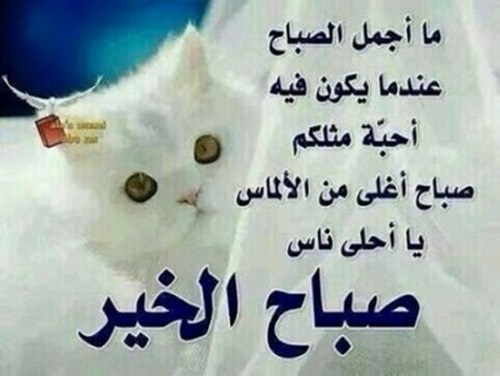 ما أجمل الصباح
عندما يكون فيه
أحبّة مثلكم
صباح أغلى من الألماس
يا أحلى ناس
صباح الخير